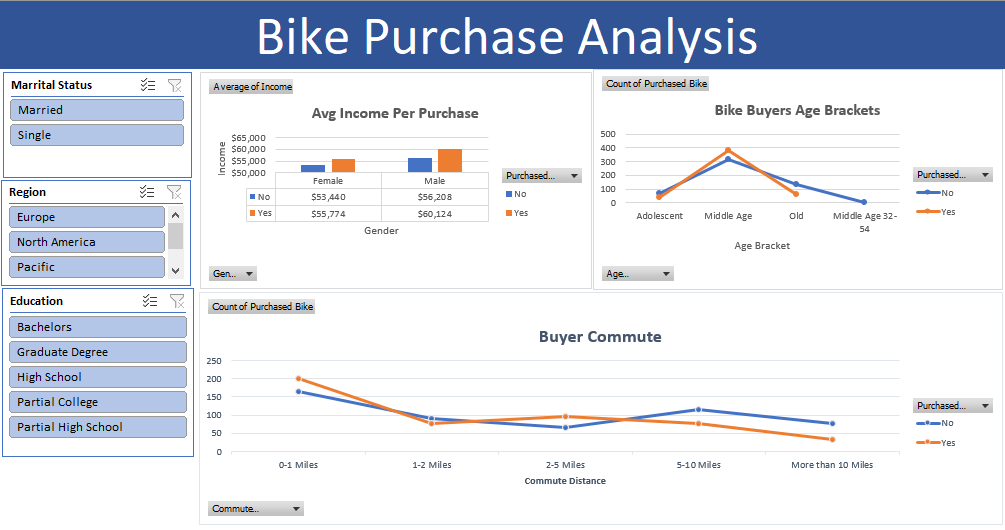 Bike Purchase Analysis
Marrital Status
Married
Single
Region
Europe
North America
Pacific
Education
Bachelors
Graduate Degree
High School
Partial College
Partial High School
Average of Income
Avg Income Per Purchase
Income
$65,000
$60,000
$55,000
$50,000
Female Male
No $53,440 $56,208
Yes $55,774 $60,124
Gender
Purchased...
No
Yes
Gen...
Count of Purchased Bike
Bike Buyers Age Brackets
500
400
300
200
100
0
Adolescent Middle Age Old Middle Age 32-
54
Age Bracket
Purchased...
No
Yes
Age...
Count of Purchased Bike
Buyer Commute
250
200
150
100
50
0
0-1 Miles 1-2 Miles 2-5 Miles 5-10 Miles More than 10 Miles
Commute Distance
Purchased...
No
Yes
Commute...